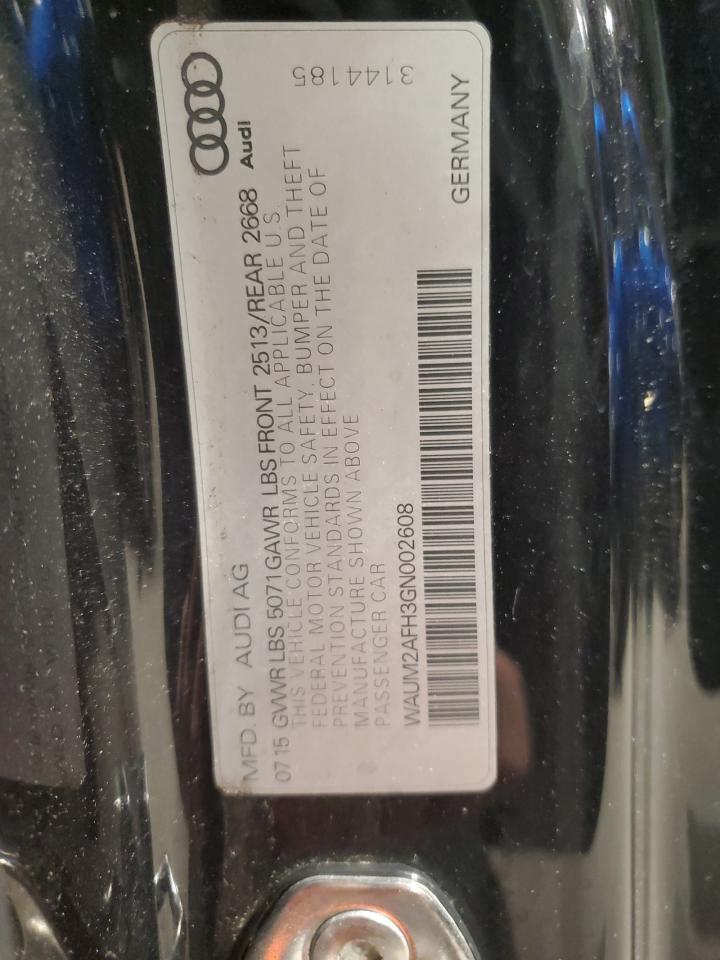 MFD. BY AUDI AG
Audi
07 15 GVWR LBS 5071 GAWR LBS FRONT 2513/REAR 2668
THIS VEHICLE CONFORMS TO ALL APPLICABLE U.S.
FEDERAL MOTOR VEHICLE SAFETY, BUMPER AND THEFT
PREVENTION STANDARDS IN EFFECT ON THE DATE OF
MANUFACTURE SHOWN ABOVE
PASSENGER CAR
3144185
WAUM2AFH3GN002608
GERMANY